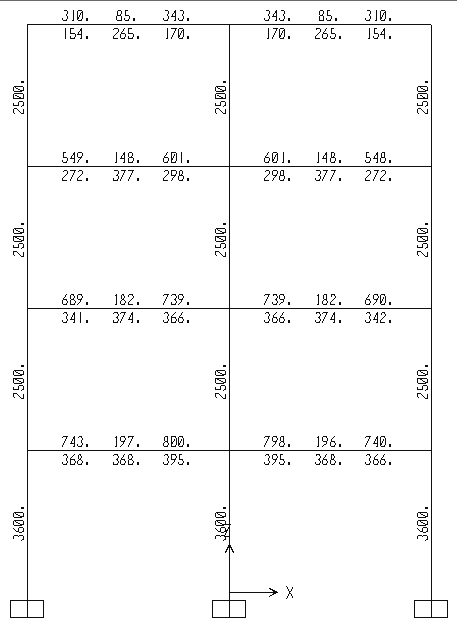 310. 85. 343. 343. 85. 310.
154. 265. 170. 170. 265. 154.
2500. 2500. 2500.
549. 148. 601. 601. 148. 548.
272. 377. 298. 298. 377. 272.
2500. 2500. 2500.
689. 182. 739. 739. 182. 690.
341. 374. 366. 366. 374. 342.
2500. 2500. 2500.
743. 197. 800. 798. 196. 740.
368. 368. 395. 395. 368. 366.
3600. 3600. 3600.
X